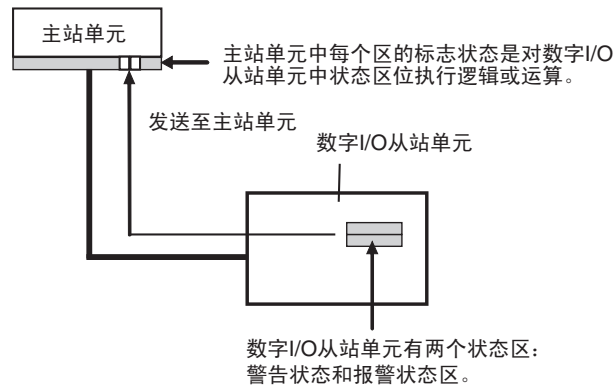 主站单元
主站单元中每个区的标志状态是对数字I/O
从站单元中状态区位执行逻辑或运算。
发送至主站单元
数字I/O从站单元
数字I/O从站单元有两个状态区：
警告状态和报警状态区。